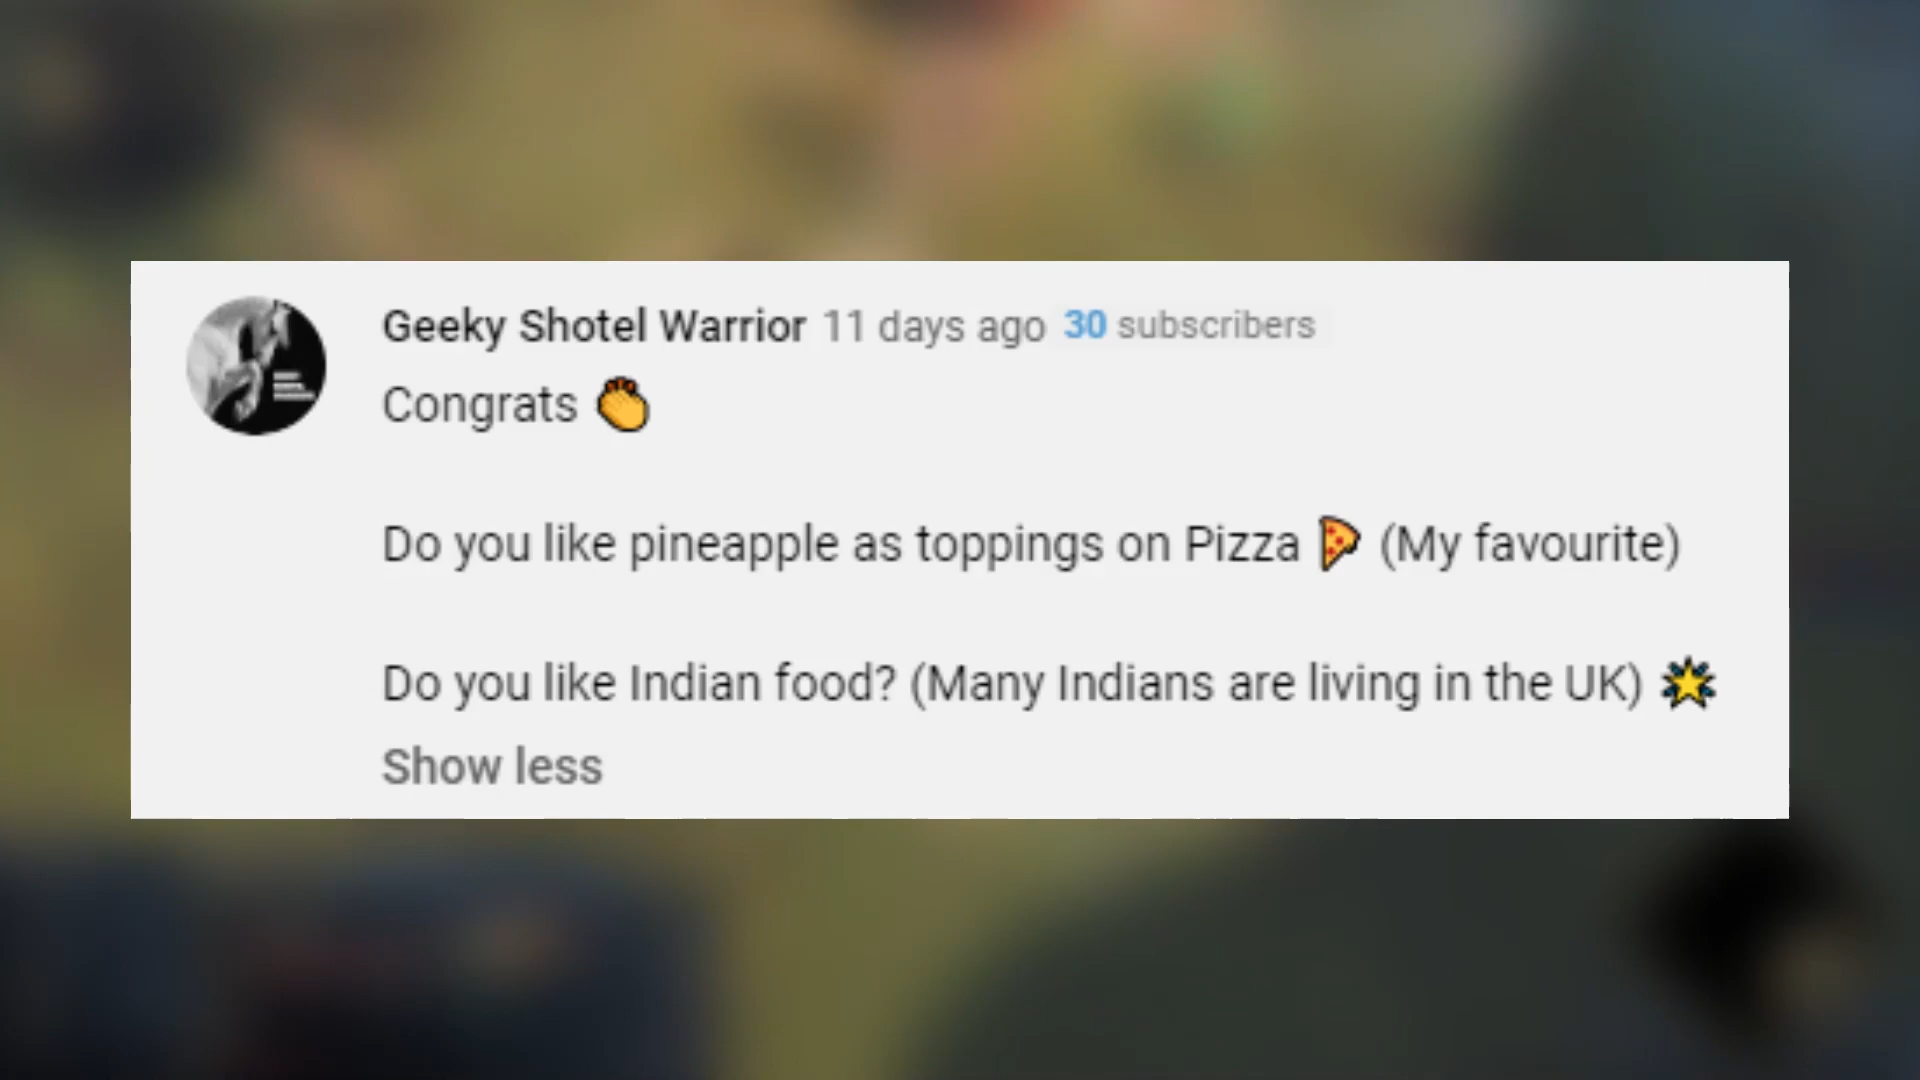 Geeky Shotel Warrior 11 days ago 30 subscribers
Congrats 👏
Do you like pineapple as toppings on Pizza 🍕 (My favourite)
Do you like Indian food? (Many Indians are living in the UK) 🌟
Show less